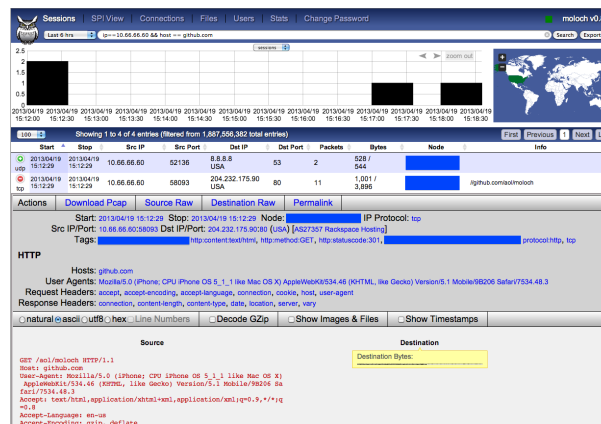 Sessions SPI View Connections Files Users Stats Change Password moloch v0.
Last 6 hrs ip==10.66.66.60 && host == github.com Search Export
sessions
2.5
2
1.5
1
0.5
0
zoom out
2013/04/19 2013/04/19 2013/04/19 2013/04/19 2013/04/19 2013/04/19 2013/04/19 2013/04/19 2013/04/19 2013/04/19 2013/04/19
15:12:00 15:12:30 15:13:00 15:13:30 15:14:00 15:14:30 15:15:00 15:15:30 15:16:00 15:16:30 15:17:00 15:17:30 15:18:00 15:18:30
100 Showing 1 to 4 of 4 entries (filtered from 1,887,556,382 total entries) First Previous 1 Next
Start Stop Src IP Src Port Dst IP Dst Port Packets Bytes Node Info
udp 2013/04/19 15:12:29 2013/04/19 15:12:29 10.66.66.60 52136 8.8.8.8 USA 53 2 528 / 544
tcp 2013/04/19 15:12:29 2013/04/19 15:12:29 10.66.66.60 58093 204.232.175.90 USA 80 11 1,001 / 3,896 //github.com/aol/moloch
Actions Download Pcap Source Raw Destination Raw Permalink
Start: 2013/04/19 15:12:29 Stop: 2013/04/19 15:12:29 Node: IP Protocol: tcp
Src IP/Port: 10.66.66.60:58093 Dst IP/Port: 204.232.175.90:80 (USA) [AS27357 Rackspace Hosting]
Tags: http:content:text/html, http:method:GET, http:statuscode:301, protocol:http, tcp
HTTP
Hosts: github.com
User Agents: Mozilla/5.0 (iPhone; CPU iPhone OS 5_1_1 like Mac OS X) AppleWebKit/534.46 (KHTML, like Gecko) Version/5.1 Mobile/9B206 Safari/7534.48.3
Request Headers: accept, accept-encoding, accept-language, connection, cookie, host, user-agent
Response Headers: connection, content-length, content-type, date, location, server, vary
natural ascii utf8 hex Line Numbers Decode GZip Show Images & Files Show Timestamps
Source Destination
Destination Bytes:
GET /aol/moloch HTTP/1.1
Host: github.com
User-Agent: Mozilla/5.0 (iPhone; CPU iPhone OS 5_1_1 like Mac OS X)
AppleWebKit/534.46 (KHTML, like Gecko) Version/5.1 Mobile/9B206 Sa
fari/7534.48.3
Accept: text/html,application/xhtml+xml,application/xml;q=0.9,*/*;q
=0.8
Accept-Language: en-us
Accept-Encoding: gzip, deflate